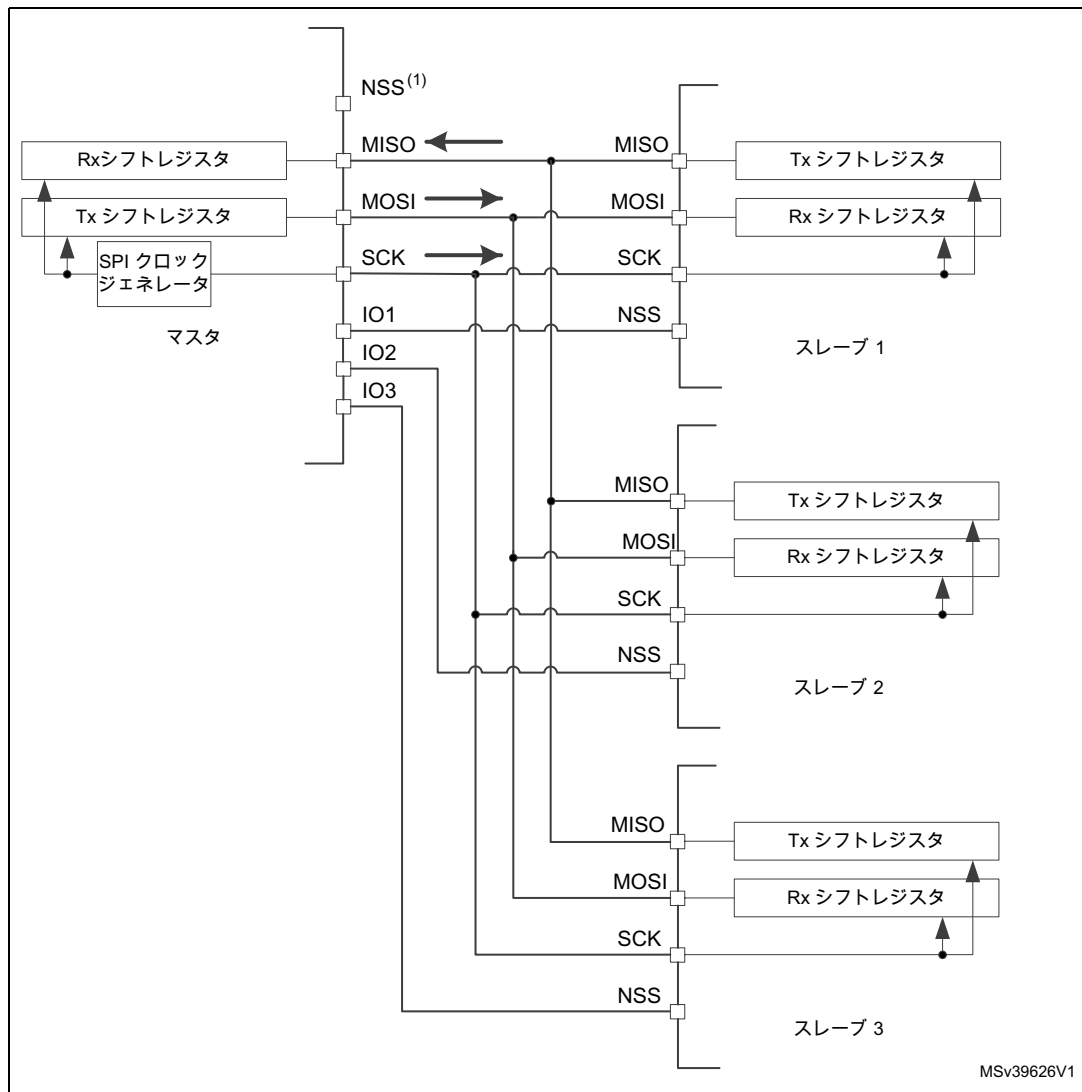 NSS(1)
MISO
MOSI
SCK
IO1
IO2
IO3
Rxシフトレジスタ
Tx シフトレジスタ
SPI クロック
ジェネレータ
マスタ
MISO
MOSI
SCK
NSS
Tx シフトレジスタ
Rx シフトレジスタ
スレーブ 1
MISO
MOSI
SCK
NSS
Tx シフトレジスタ
Rx シフトレジスタ
スレーブ 2
MISO
MOSI
SCK
NSS
Tx シフトレジスタ
Rx シフトレジスタ
スレーブ 3
MSv39626V1